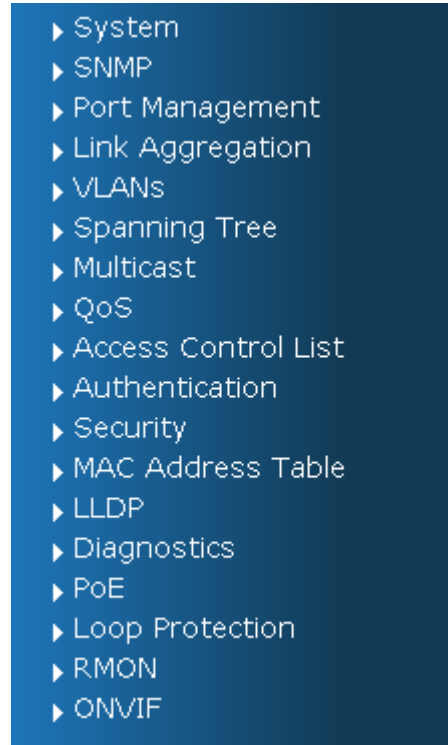 System
SNMP
Port Management
Link Aggregation
VLANs
Spanning Tree
Multicast
QoS
Access Control List
Authentication
Security
MAC Address Table
LLDP
Diagnostics
PoE
Loop Protection
RMON
ONVIF